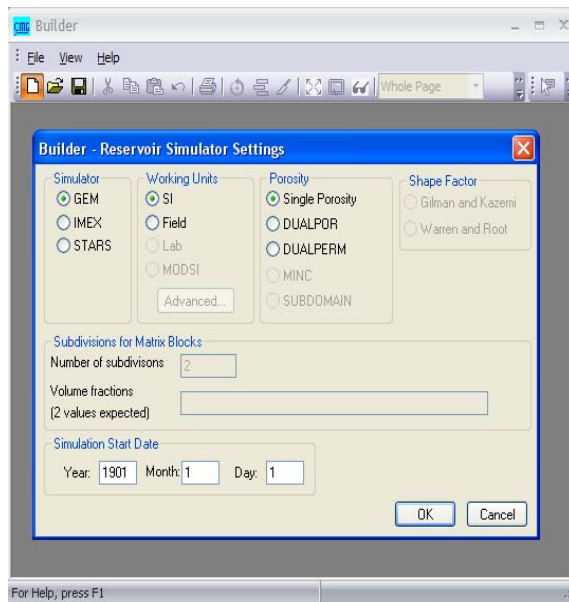 cmg Builder
File View Help
Whole Page
Builder - Reservoir Simulator Settings
Simulator
GEM
IMEX
STARS
Working Units
SI
Field
Lab
MODSI
Advanced...
Porosity
Single Porosity
DUALPOR
DUALPERM
MINC
SUBDOMAIN
Shape Factor
Gilman and Kazemi
Warren and Root
Subdivisions for Matrix Blocks
Number of subdivisons 2
Volume fractions
(2 values expected)
Simulation Start Date
Year: 1901 Month: 1 Day: 1
OK Cancel
For Help, press F1